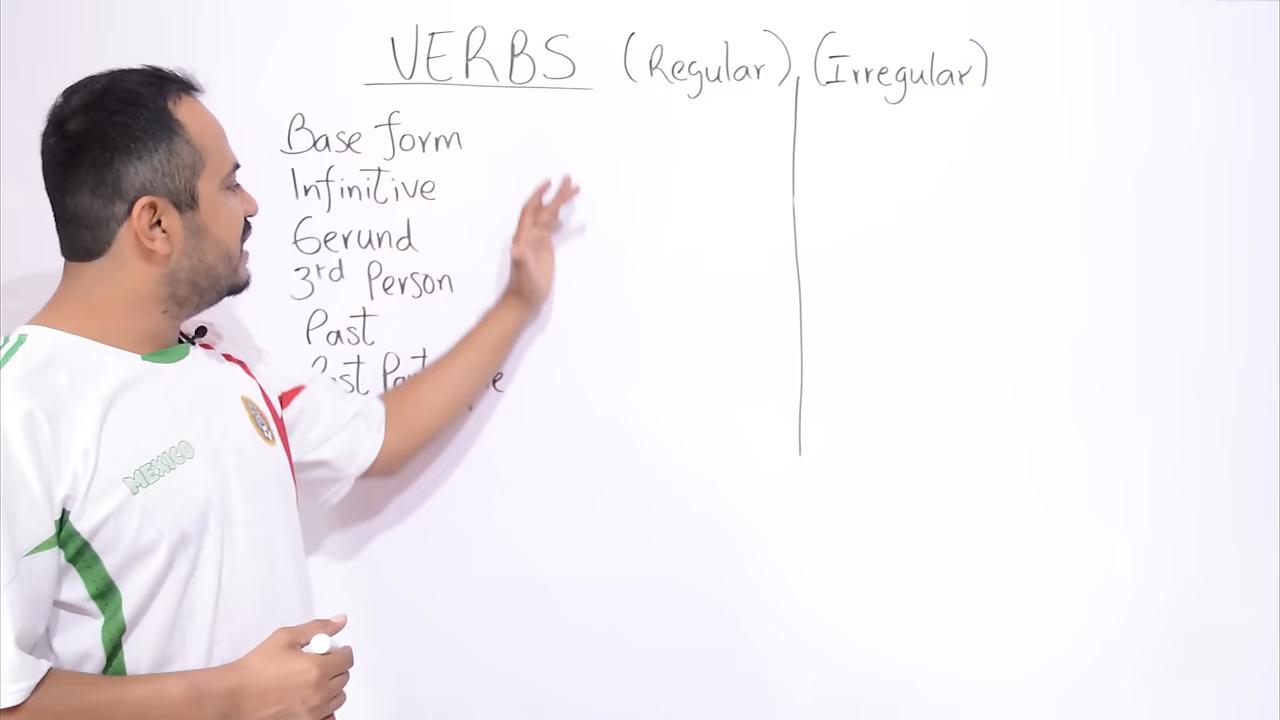 VERBS (Regular), (Irregular)
Base form
Infinitive
Gerund
3rd Person
Past
MEXICO